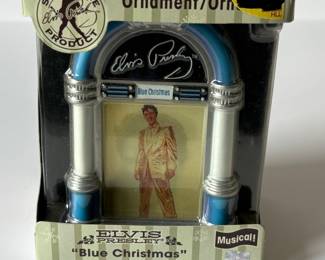 Ornament/Orn
PRODUCT
Elvis Presley
Blue Christmas
ELVIS
PRESLEY
"Blue Christmas"
Musical!